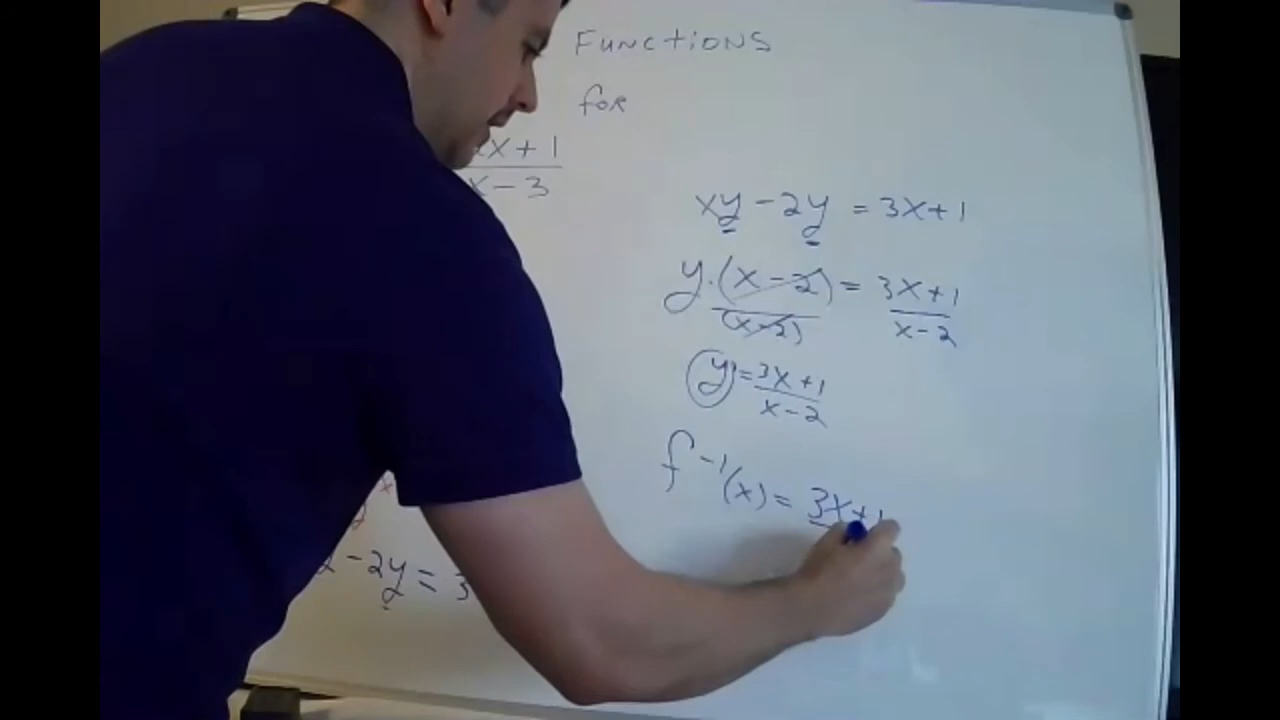 Functions
for
2x + 1
x - 3
xy - 2y = 3x + 1
y·(x - 2) = 3x + 1
(x - 2) x - 2
y = 3x + 1
x - 2
f⁻¹(x) = 3x + 1
- 2y = 3